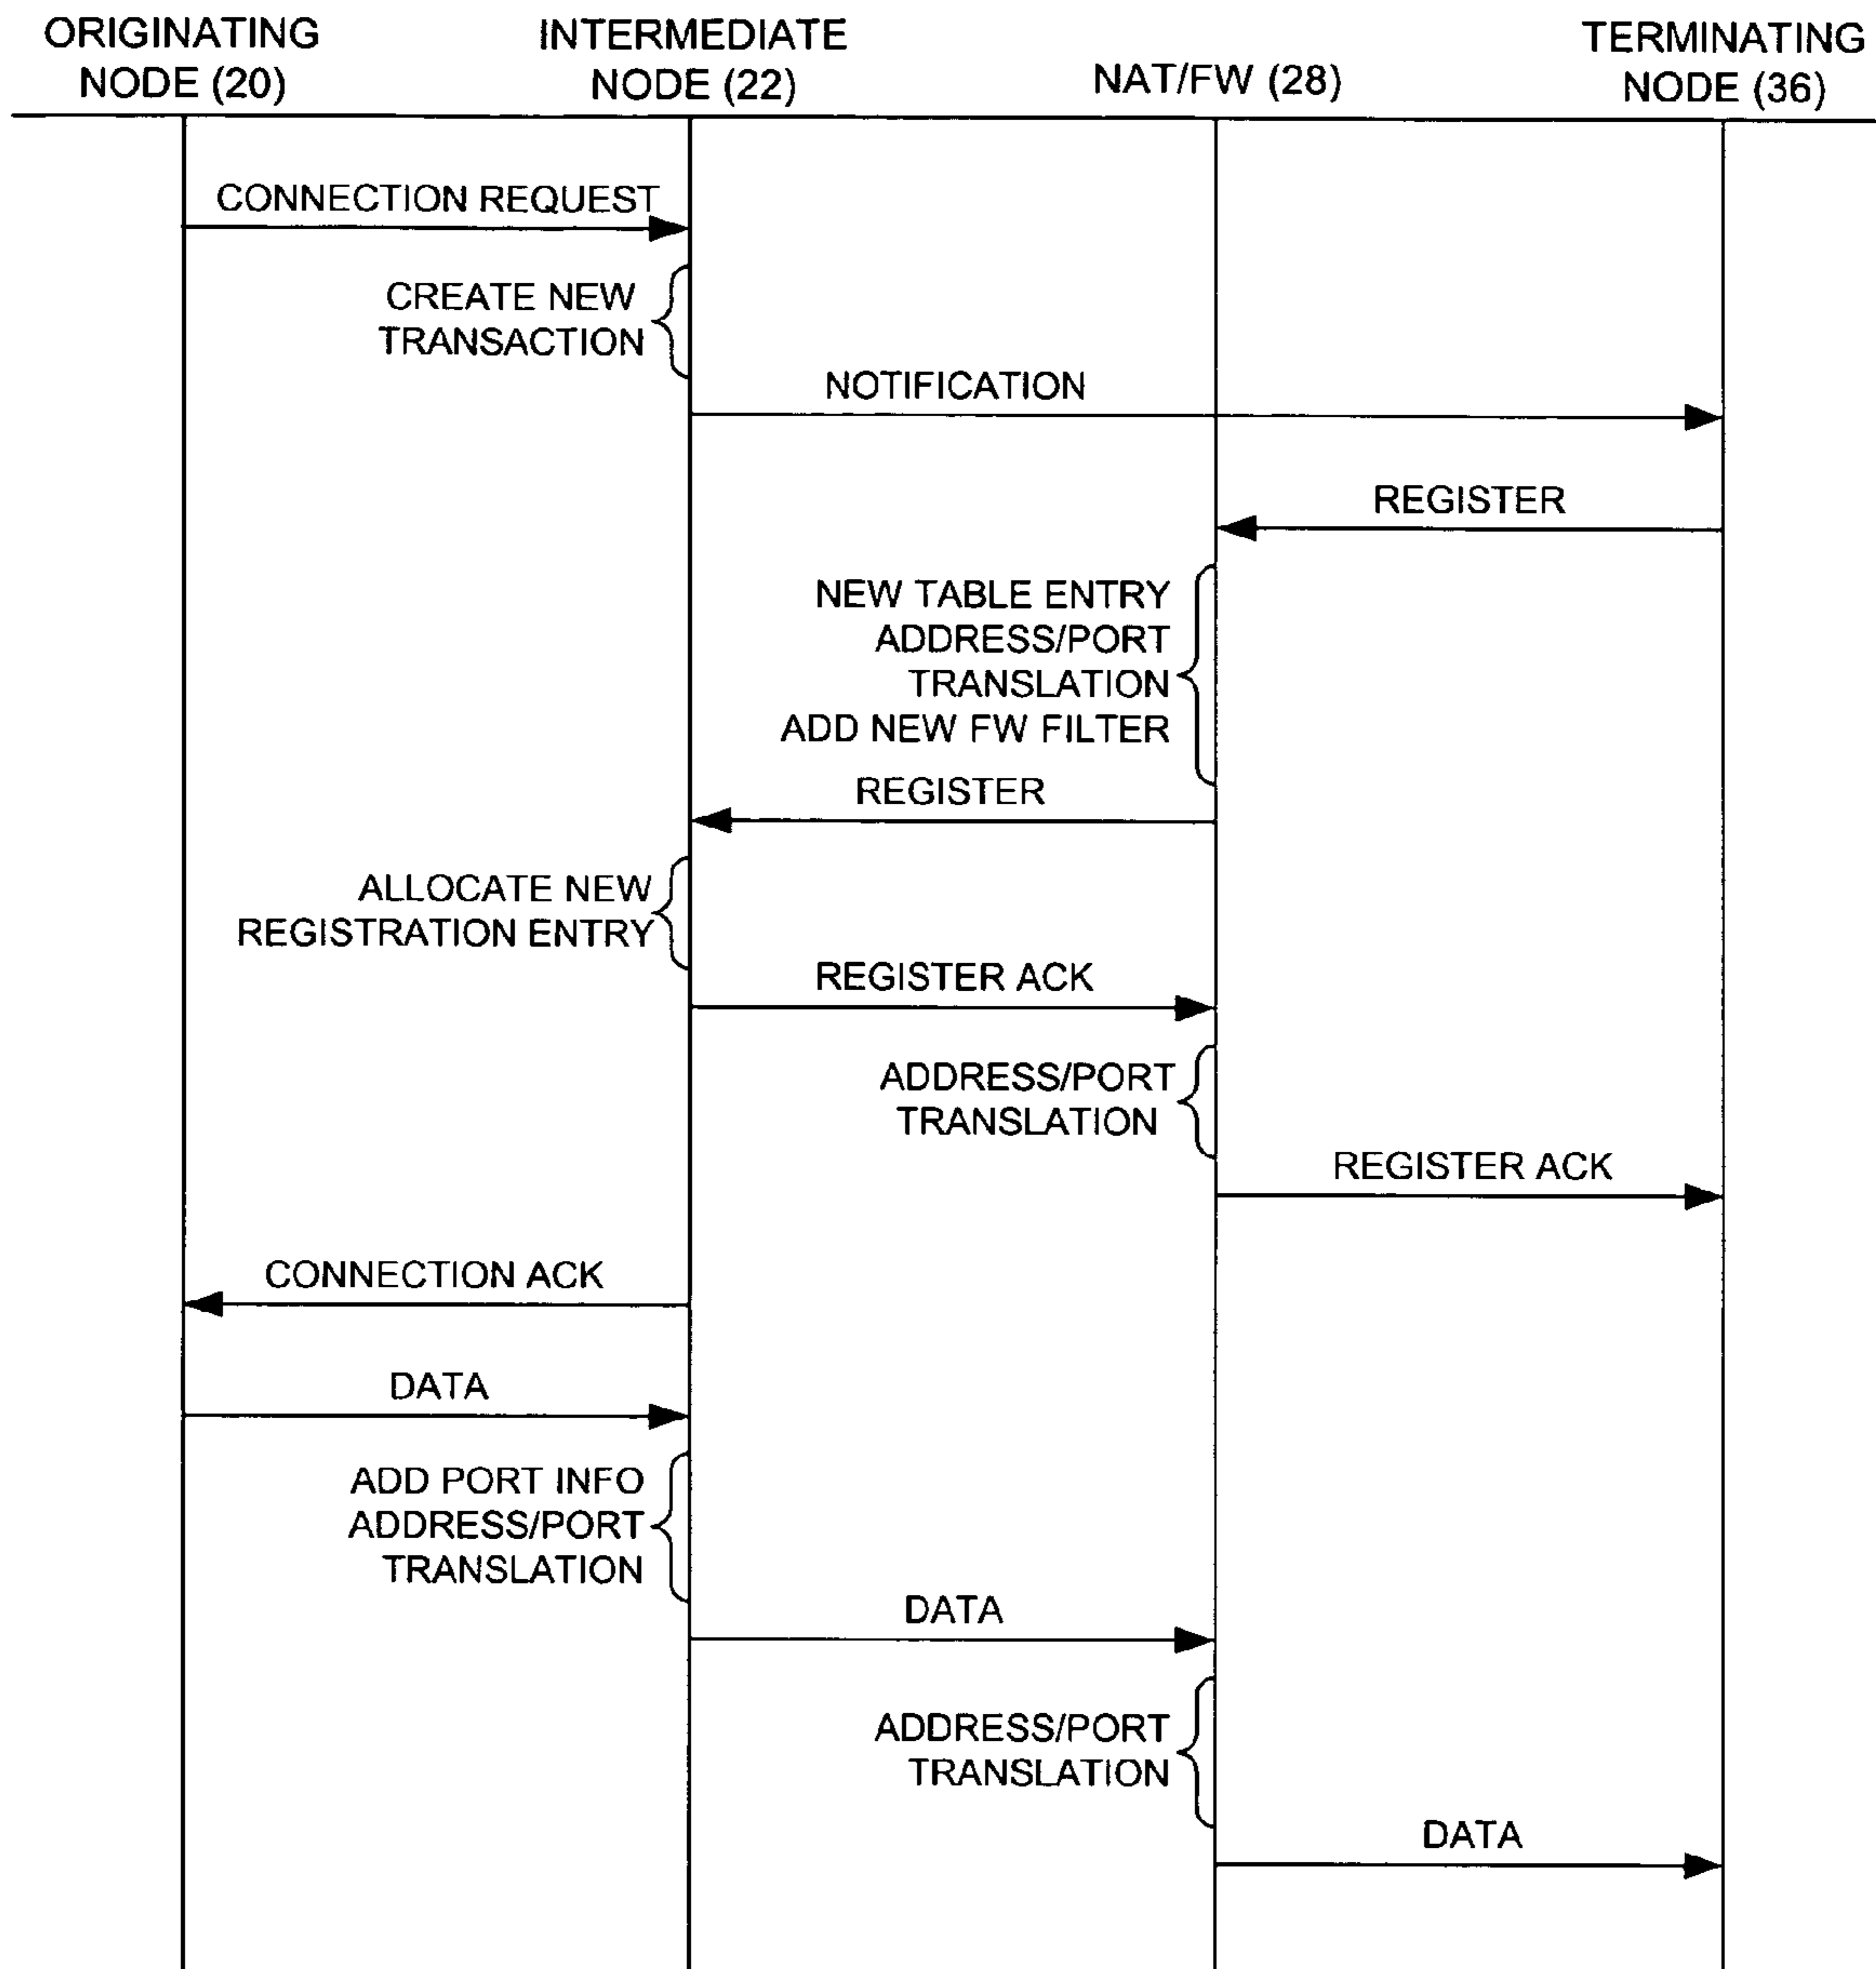 ORIGINATING
NODE (20)
INTERMEDIATE
NODE (22)
NAT/FW (28)
TERMINATING
NODE (36)
CONNECTION REQUEST
CREATE NEW
TRANSACTION
NOTIFICATION
REGISTER
NEW TABLE ENTRY
ADDRESS/PORT
TRANSLATION
ADD NEW FW FILTER
REGISTER
ALLOCATE NEW
REGISTRATION ENTRY
REGISTER ACK
ADDRESS/PORT
TRANSLATION
REGISTER ACK
CONNECTION ACK
DATA
ADD PORT INFO
ADDRESS/PORT
TRANSLATION
DATA
ADDRESS/PORT
TRANSLATION
DATA